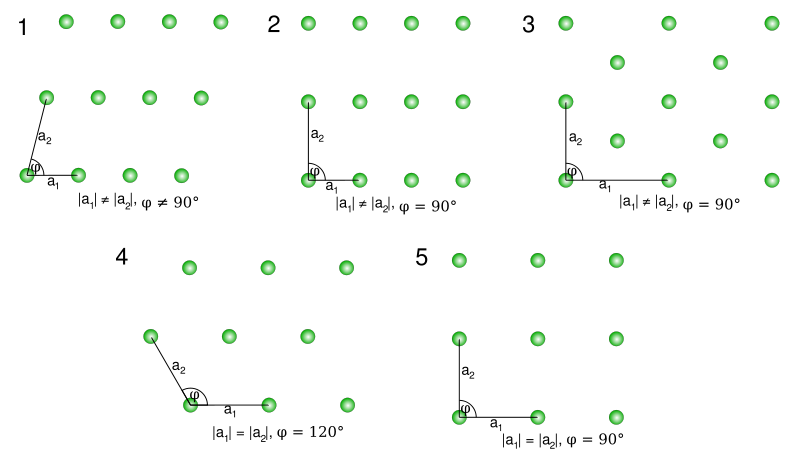 1
a₂
φ
a₁
|a₁| ≠ |a₂|, φ ≠ 90°
2
a₂
φ
a₁
|a₁| ≠ |a₂|, φ = 90°
3
a₂
φ
a₁
|a₁| ≠ |a₂|, φ = 90°
4
a₂
φ
a₁
|a₁| = |a₂|, φ = 120°
5
a₂
φ
a₁
|a₁| = |a₂|, φ = 90°